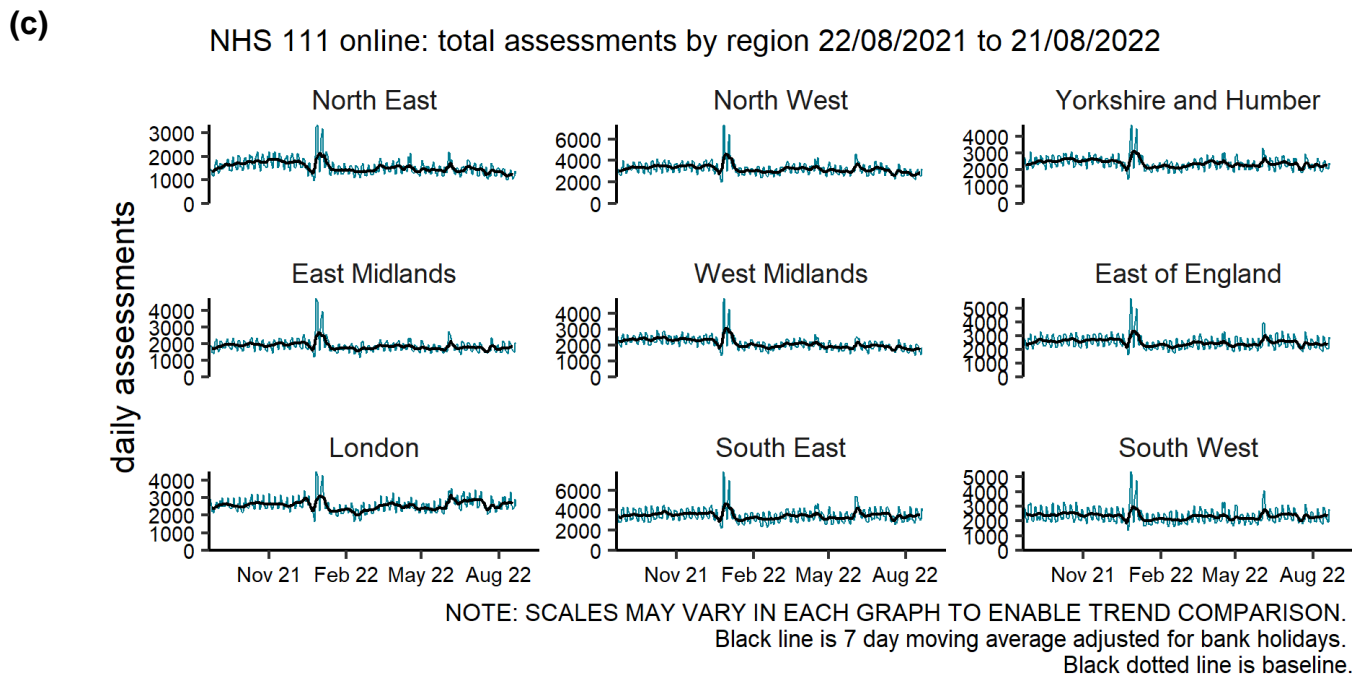 (c)
NHS 111 online: total assessments by region 22/08/2021 to 21/08/2022
daily assessments
North East
3000
2000
1000
0
North West
6000
4000
2000
0
Yorkshire and Humber
4000
3000
2000
1000
0
East Midlands
4000
3000
2000
1000
0
West Midlands
4000
3000
2000
1000
0
East of England
5000
4000
3000
2000
1000
0
London
4000
3000
2000
1000
0
Nov 21 Feb 22 May 22 Aug 22
South East
6000
4000
2000
0
Nov 21 Feb 22 May 22 Aug 22
South West
5000
4000
3000
2000
1000
0
Nov 21 Feb 22 May 22 Aug 22
NOTE: SCALES MAY VARY IN EACH GRAPH TO ENABLE TREND COMPARISON.
Black line is 7 day moving average adjusted for bank holidays.
Black dotted line is baseline.